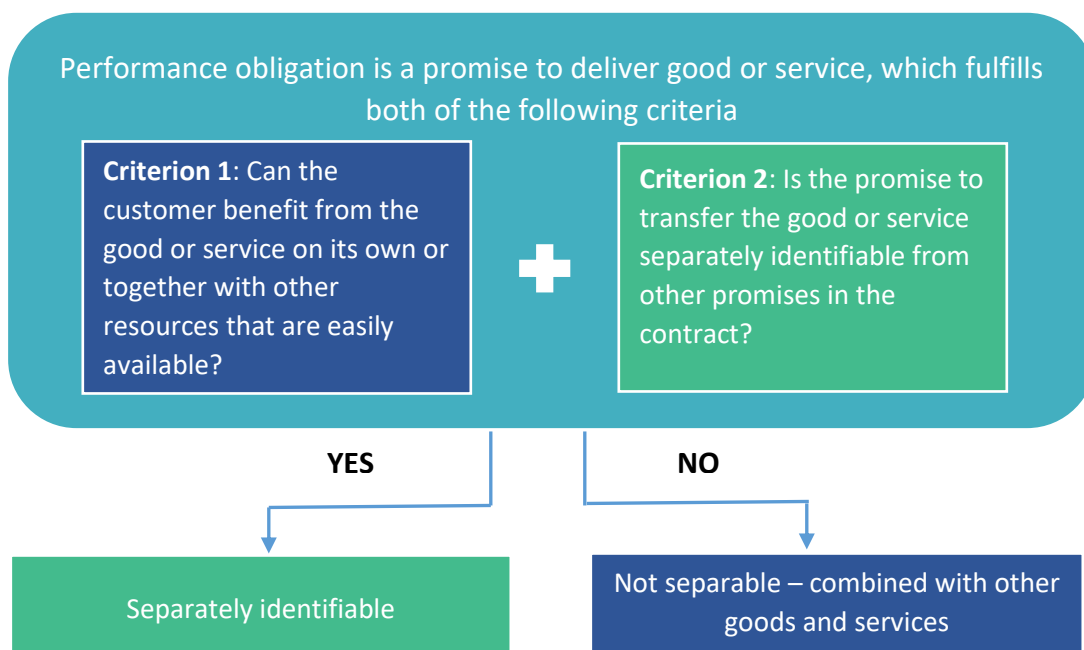 Performance obligation is a promise to deliver good or service, which fulfills
both of the following criteria
Criterion 1: Can the
customer benefit from the
good or service on its own or
together with other
resources that are easily
available?
Criterion 2: Is the promise to
transfer the good or service
separately identifiable from
other promises in the
contract?
YES
NO
Separately identifiable
Not separable – combined with other
goods and services